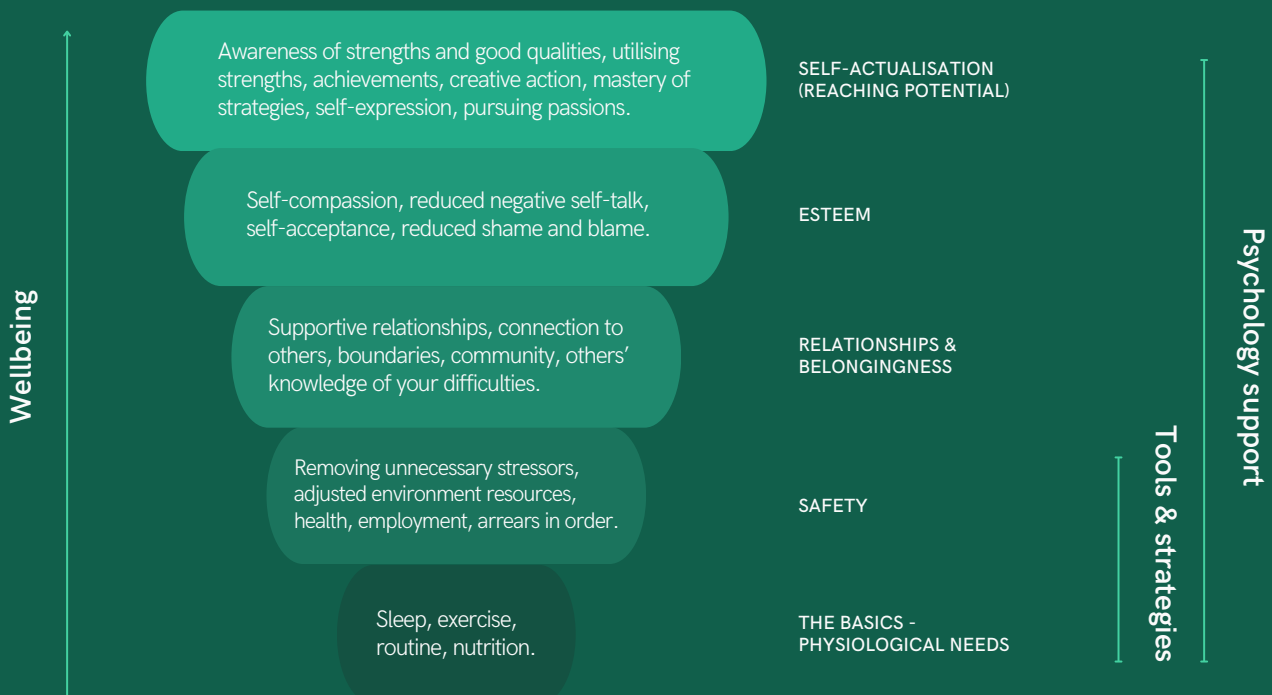 Awareness of strengths and good qualities, utilising
strengths, achievements, creative action, mastery of
strategies, self-expression, pursuing passions.
SELF-ACTUALISATION
(REACHING POTENTIAL)
Self-compassion, reduced negative self-talk,
self-acceptance, reduced shame and blame.
ESTEEM
Supportive relationships, connection to
others, boundaries, community, others’
knowledge of your difficulties.
RELATIONSHIPS &
BELONGINGNESS
Removing unnecessary stressors,
adjusted environment resources,
health, employment, arrears in order.
SAFETY
Sleep, exercise,
routine, nutrition.
THE BASICS -
PHYSIOLOGICAL NEEDS
Wellbeing
Tools & strategies
Psychology support